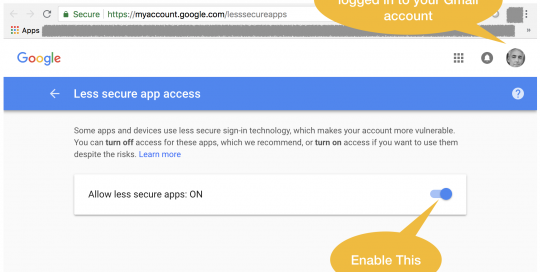 logged in to your Gmail
account
Secure | https://myaccount.google.com/lesssecureapps
Apps
Google
Less secure app access
Some apps and devices use less secure sign-in technology, which makes your account more vulnerable.
You can turn off access for these apps, which we recommend, or turn on access if you want to use them
despite the risks. Learn more
Allow less secure apps: ON
Enable This